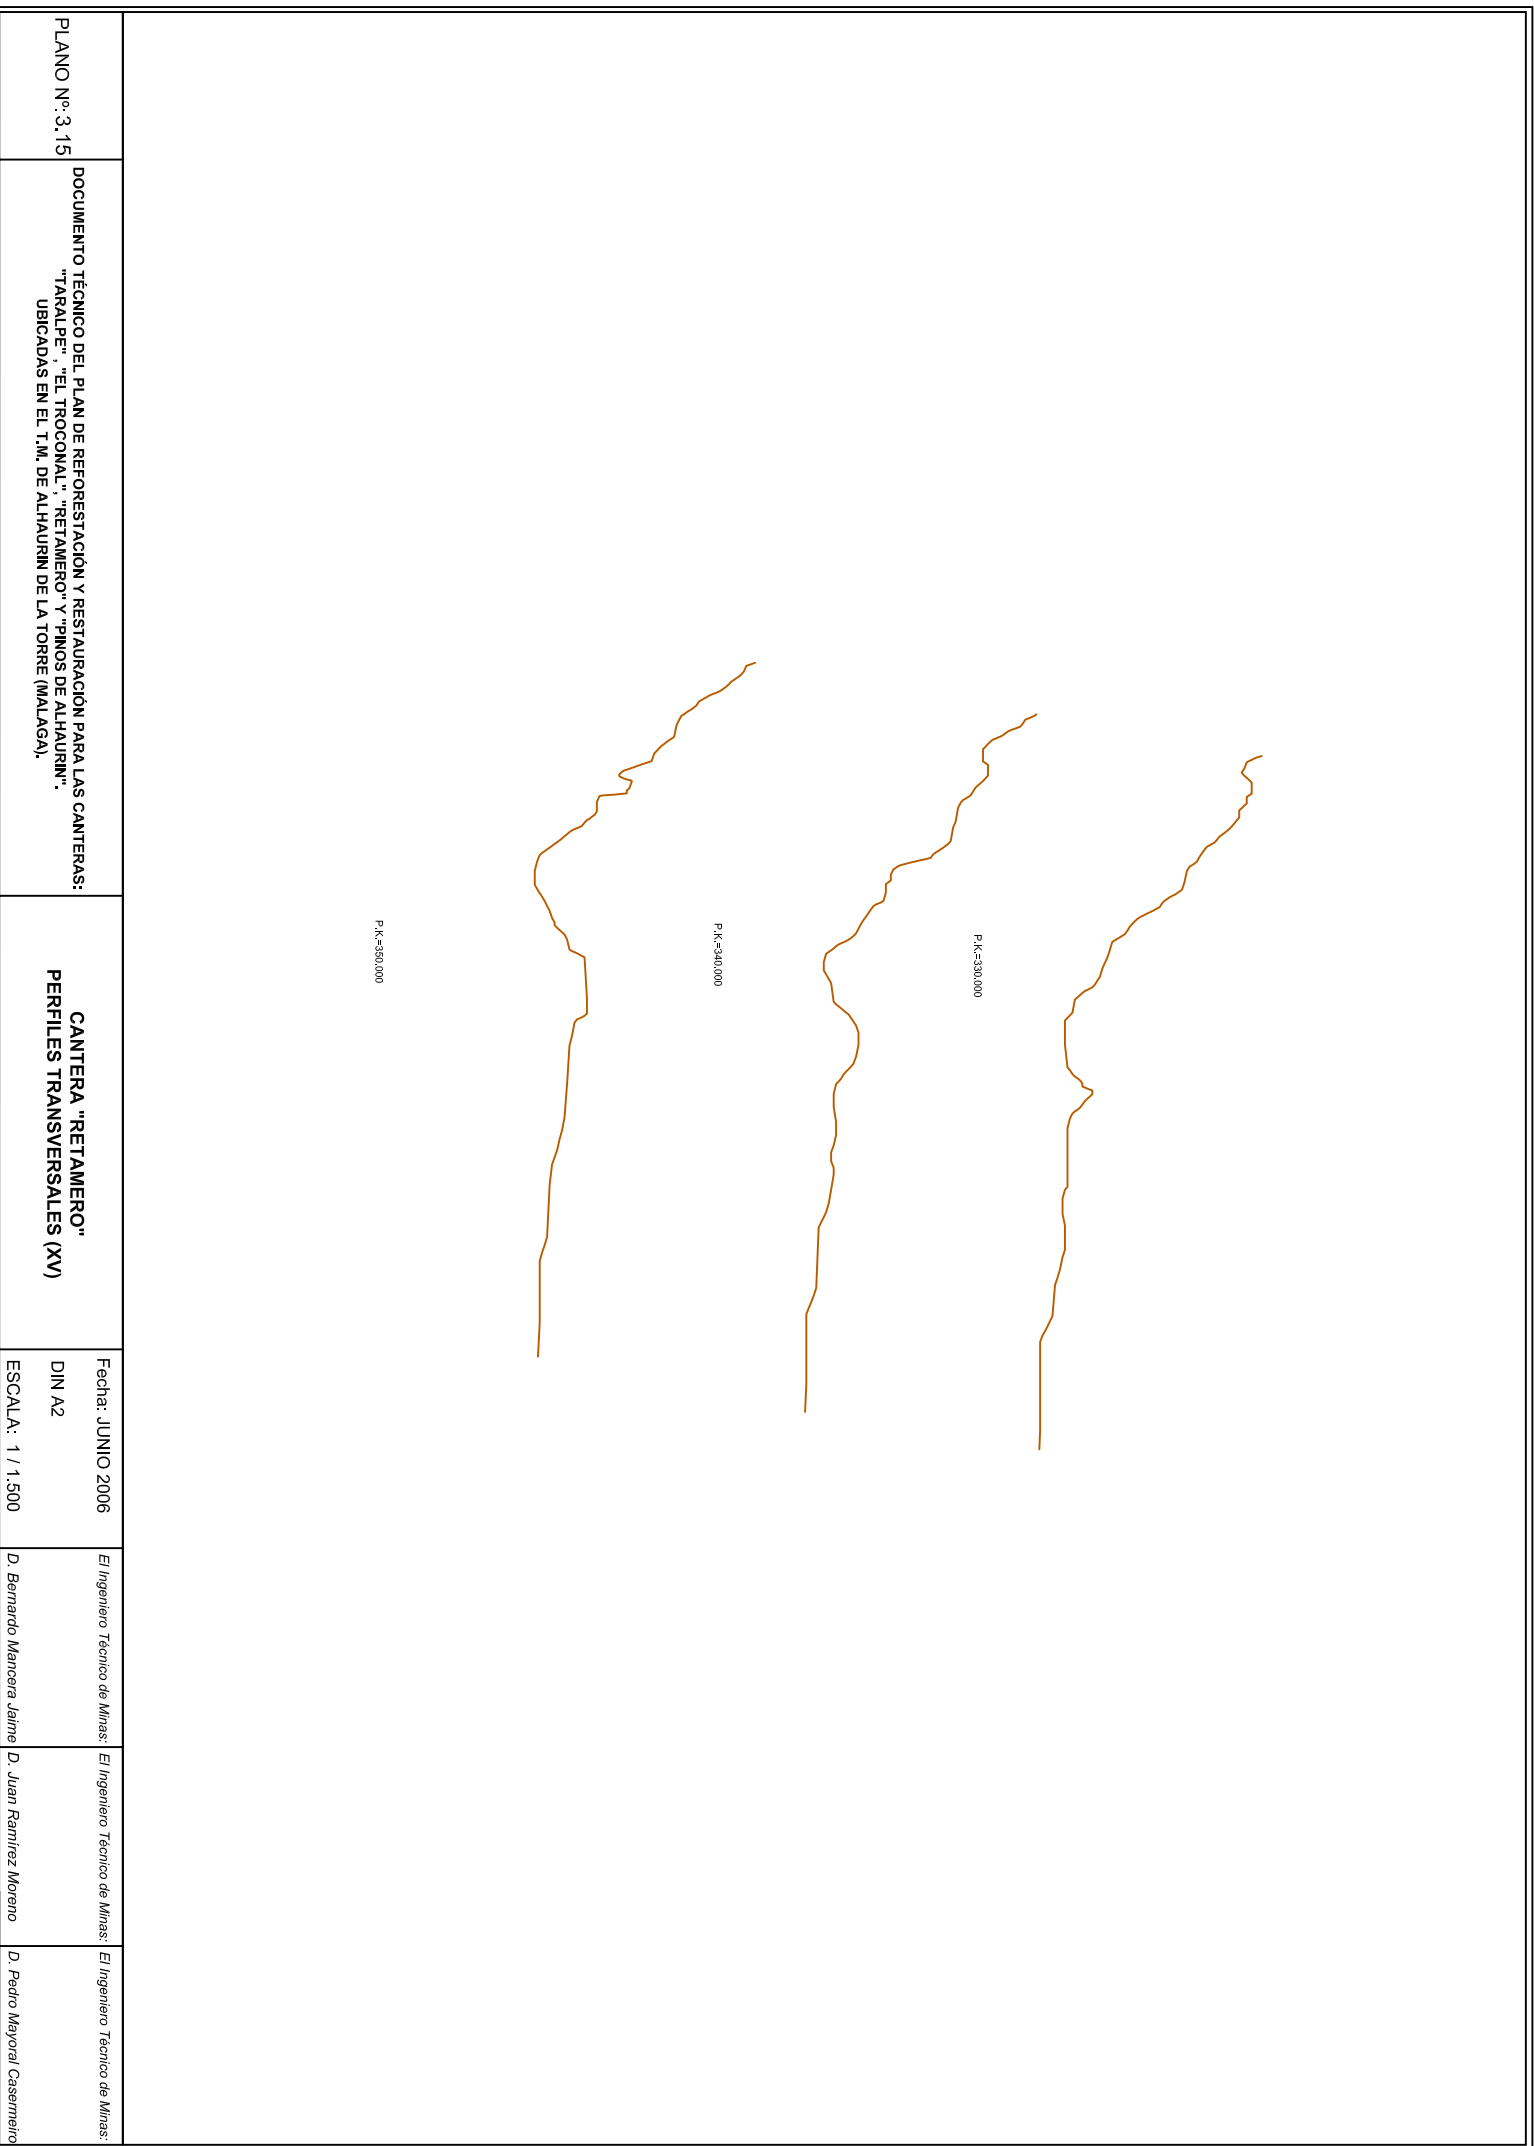 P.K.=330.000
P.K.=340.000
P.K.=350.000
PLANO Nº: 3.15
DOCUMENTO TÉCNICO DEL PLAN DE REFORESTACIÓN Y RESTAURACIÓN PARA LAS CANTERAS:
"TARALPE", "EL TROCONAL", "RETAMERO" Y "PINOS DE ALHAURIN".
UBICADAS EN EL T.M. DE ALHAURIN DE LA TORRE (MALAGA).
CANTERA "RETAMERO"
PERFILES TRANSVERSALES (XV)
Fecha: JUNIO 2006
DIN A2
ESCALA: 1 / 1.500
El Ingeniero Técnico de Minas:
D. Bernardo Mancera Jaime
El Ingeniero Técnico de Minas:
D. Juan Ramírez Moreno
El Ingeniero Técnico de Minas:
D. Pedro Mayoral Casermeiro